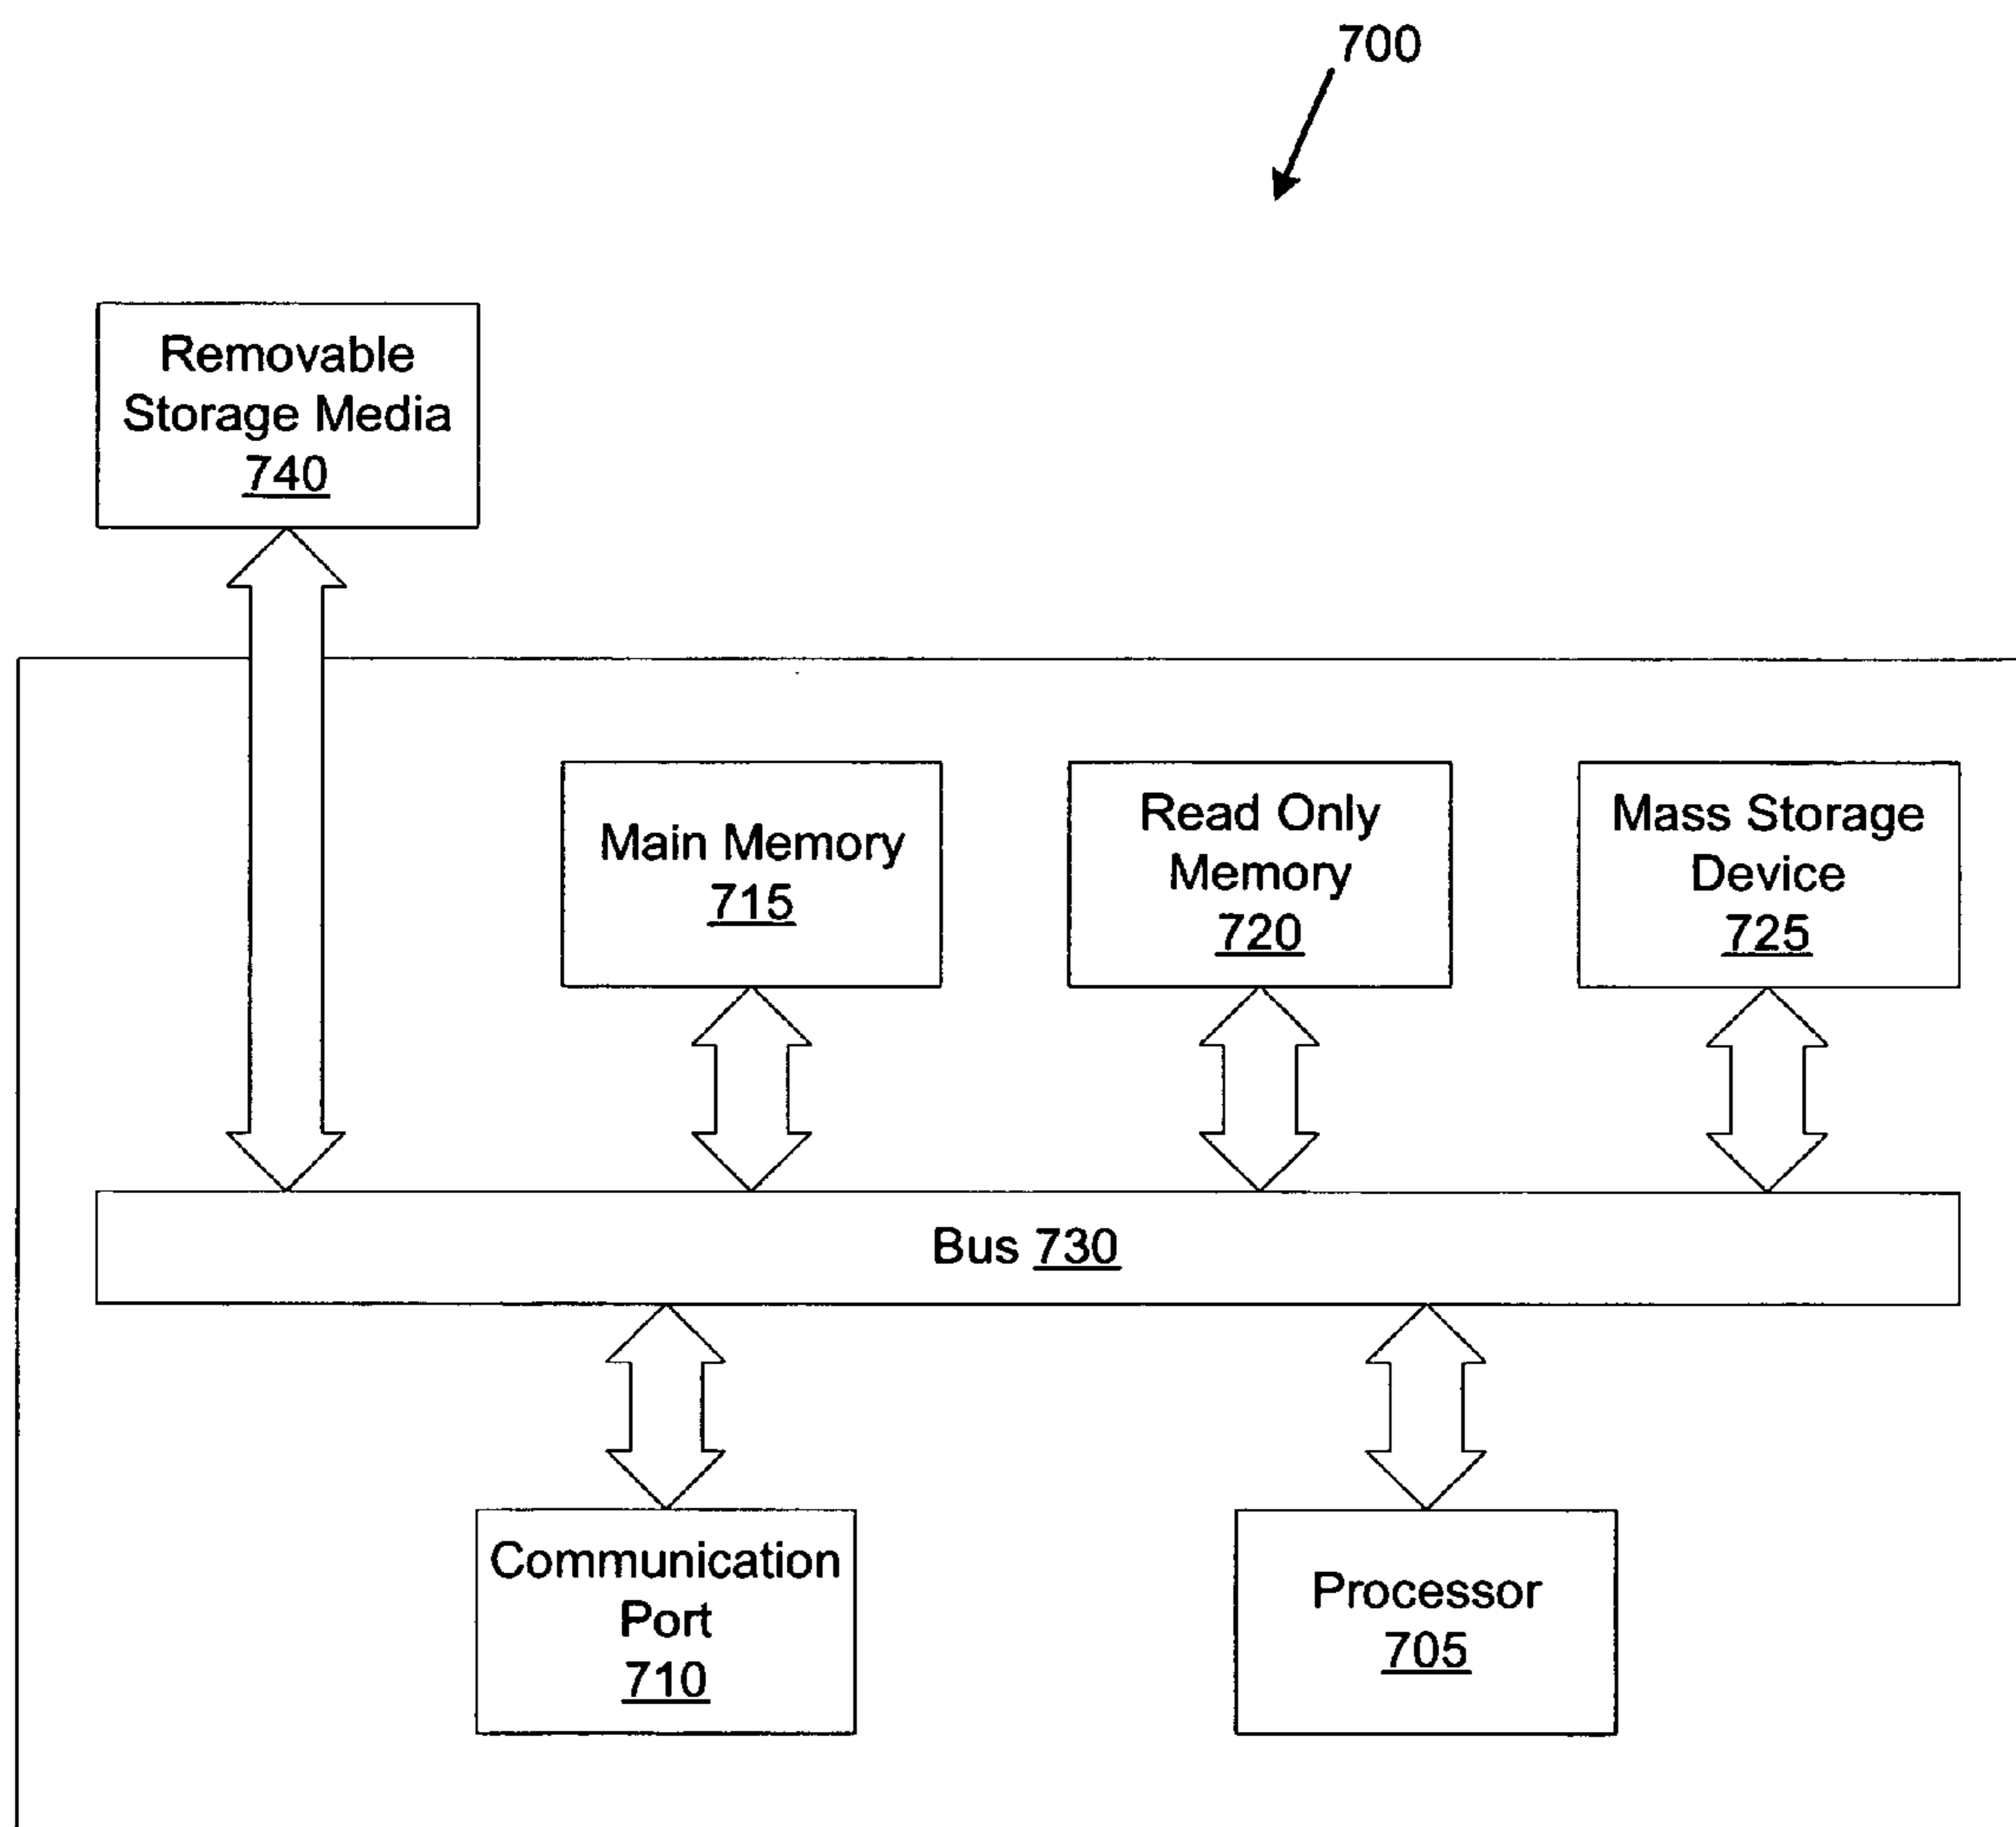 700
Removable
Storage Media
740
Main Memory
715
Read Only
Memory
720
Mass Storage
Device
725
Bus 730
Communication
Port
710
Processor
705